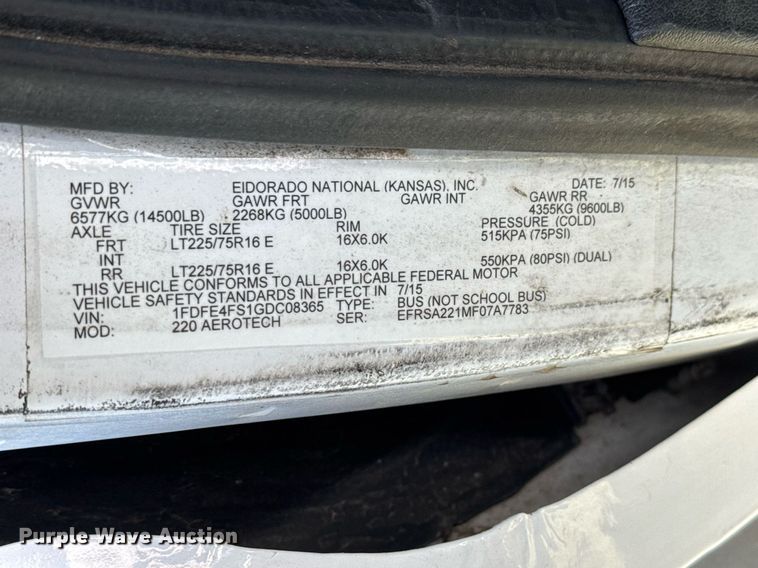 MFD BY: EIDORADO NATIONAL (KANSAS), INC. DATE: 7/15
GVWR GAWR FRT GAWR INT GAWR RR
6577KG (14500LB) 2268KG (5000LB) 4355KG (9600LB)
AXLE TIRE SIZE RIM PRESSURE (COLD)
FRT LT225/75R16 E 16X6.0K 515KPA (75PSI)
INT
RR LT225/75R16 E 16X6.0K 550KPA (80PSI) (DUAL)
THIS VEHICLE CONFORMS TO ALL APPLICABLE FEDERAL MOTOR
VEHICLE SAFETY STANDARDS IN EFFECT IN 7/15
VIN: 1FDFE4FS1GDC08365 TYPE: BUS (NOT SCHOOL BUS)
MOD: 220 AEROTECH SER: EFRSA221MF07A7783
Purple Wave Auction